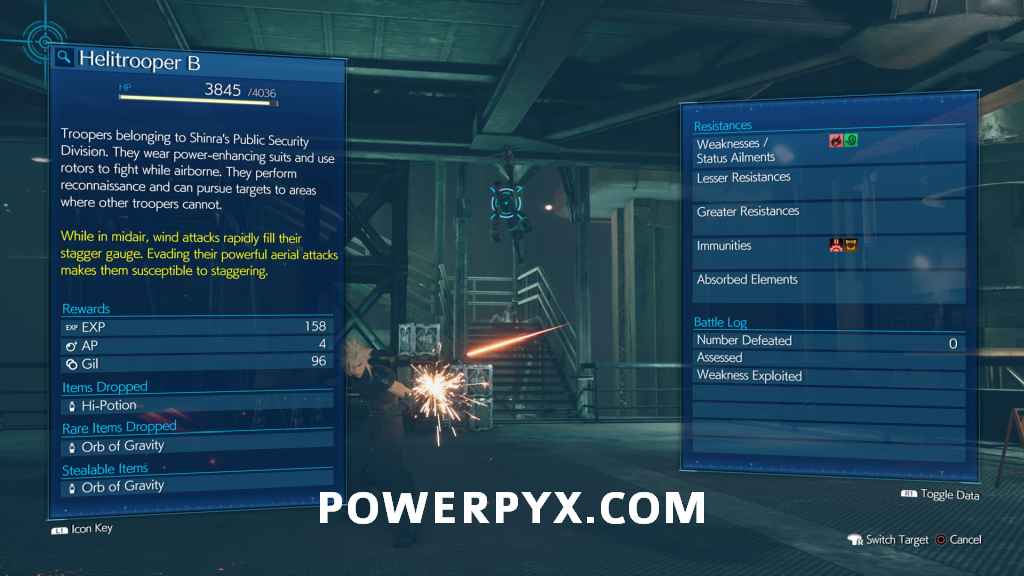 Helitrooper B
HP 3845 /4036
Troopers belonging to Shinra's Public Security
Division. They wear power-enhancing suits and use
rotors to fight while airborne. They perform
reconnaissance and can pursue targets to areas
where other troopers cannot.
While in midair, wind attacks rapidly fill their
stagger gauge. Evading their powerful aerial attacks
makes them susceptible to staggering.
Rewards
EXP EXP 158
AP 4
Gil 96
Items Dropped
Hi-Potion
Rare Items Dropped
Orb of Gravity
Stealable Items
Orb of Gravity
L1 Icon Key
Resistances
Weaknesses /
Status Ailments
Lesser Resistances
Greater Resistances
Immunities
Absorbed Elements
Battle Log
Number Defeated 0
Assessed
Weakness Exploited
R1 Toggle Data
R Switch Target Cancel
POWERPYX.COM